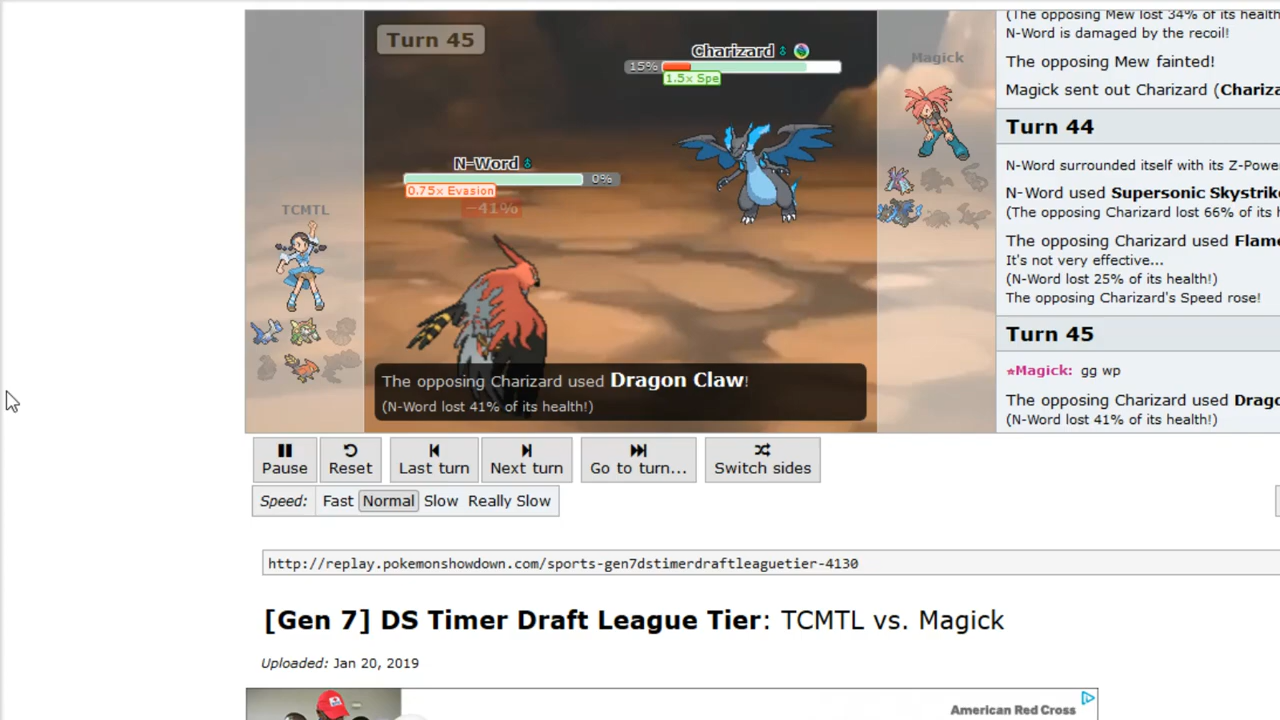 Turn 45
Charizard
15%
1.5x Spe
N-Word
0%
0.75x Evasion
−41%
TCMTL
Magick
The opposing Charizard used Dragon Claw!
(N-Word lost 41% of its health!)
(The opposing Mew lost 34% of its health
N-Word is damaged by the recoil!
The opposing Mew fainted!
Magick sent out Charizard (Chariza
Turn 44
N-Word surrounded itself with its Z-Powe
N-Word used Supersonic Skystrike
(The opposing Charizard lost 66% of its h
The opposing Charizard used Flame
It's not very effective...
(N-Word lost 25% of its health!)
The opposing Charizard's Speed rose!
Turn 45
★Magick: gg wp
The opposing Charizard used Drago
(N-Word lost 41% of its health!)
Pause Reset Last turn Next turn Go to turn... Switch sides
Speed: Fast Normal Slow Really Slow
http://replay.pokemonshowdown.com/sports-gen7dstimerdraftleaguetier-4130
[Gen 7] DS Timer Draft League Tier: TCMTL vs. Magick
Uploaded: Jan 20, 2019
American Red Cross